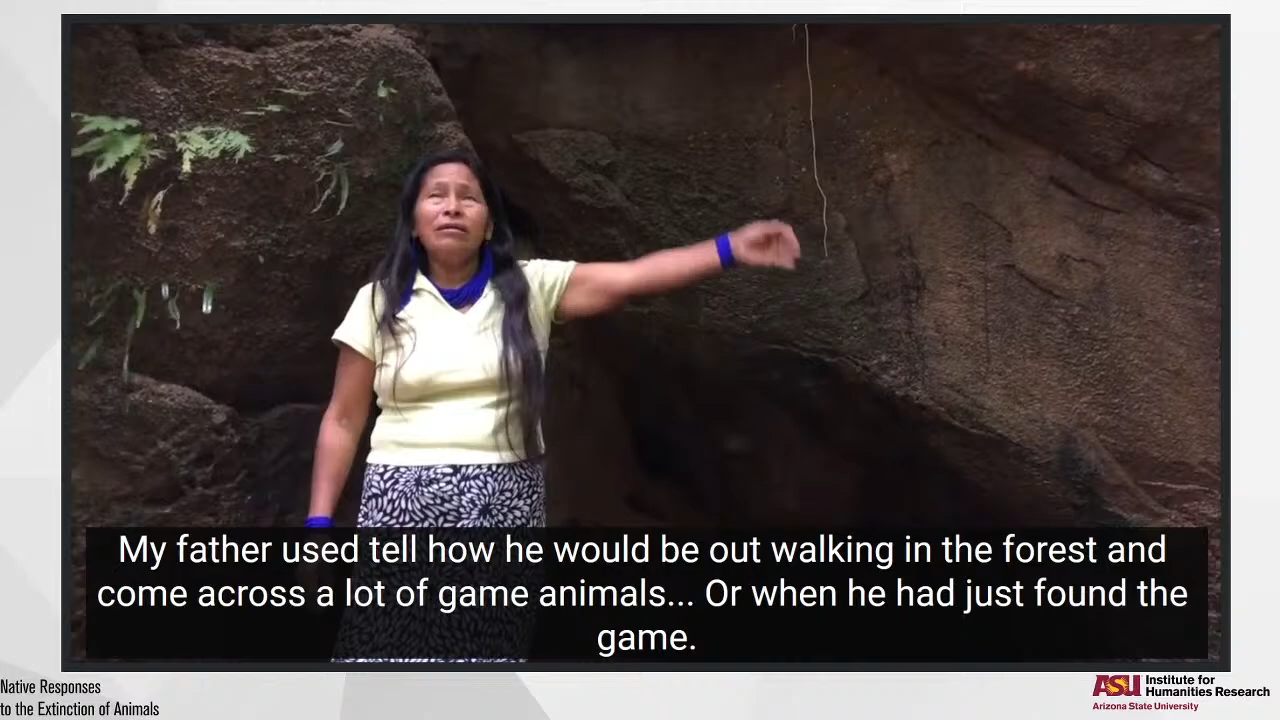 My father used tell how he would be out walking in the forest and
come across a lot of game animals... Or when he had just found the
game.
Native Responses
to the Extinction of Animals
ASU Institute for
Humanities Research
Arizona State University